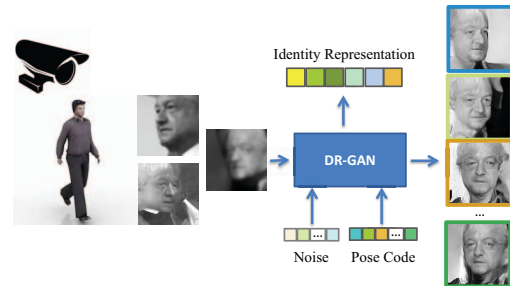 Identity Representation
DR-GAN
...
...
...
Noise
Pose Code